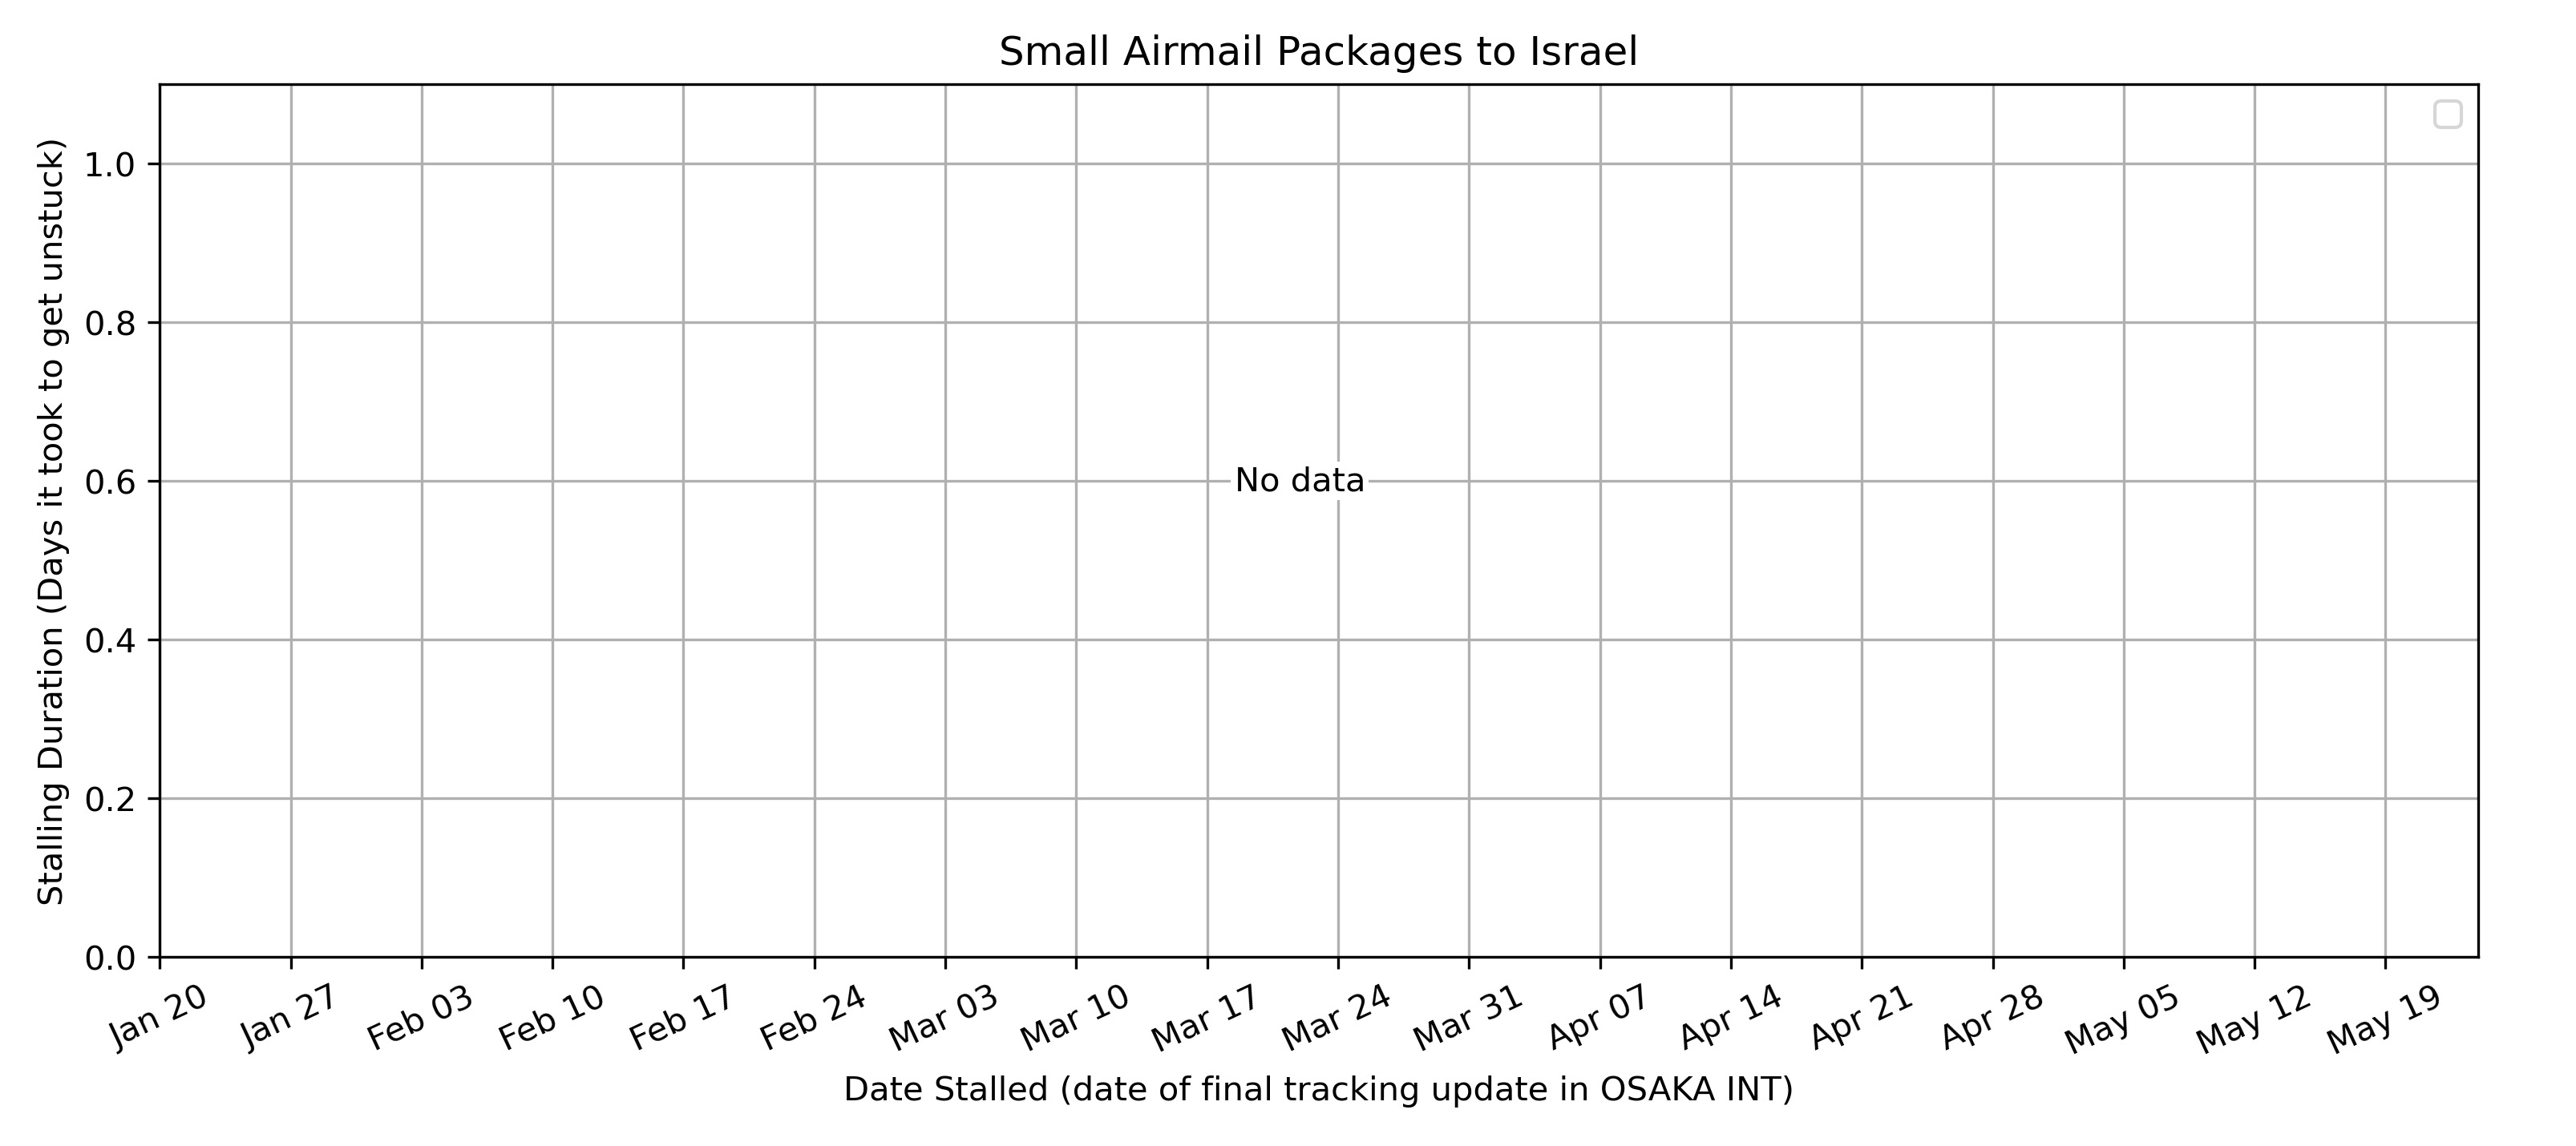 Small Airmail Packages to Israel
Stalling Duration (Days it took to get unstuck)
1.0
0.8
0.6
0.4
0.2
0.0
No data
Jan 20
Jan 27
Feb 03
Feb 10
Feb 17
Feb 24
Mar 03
Mar 10
Mar 17
Mar 24
Mar 31
Apr 07
Apr 14
Apr 21
Apr 28
May 05
May 12
May 19
Date Stalled (date of final tracking update in OSAKA INT)